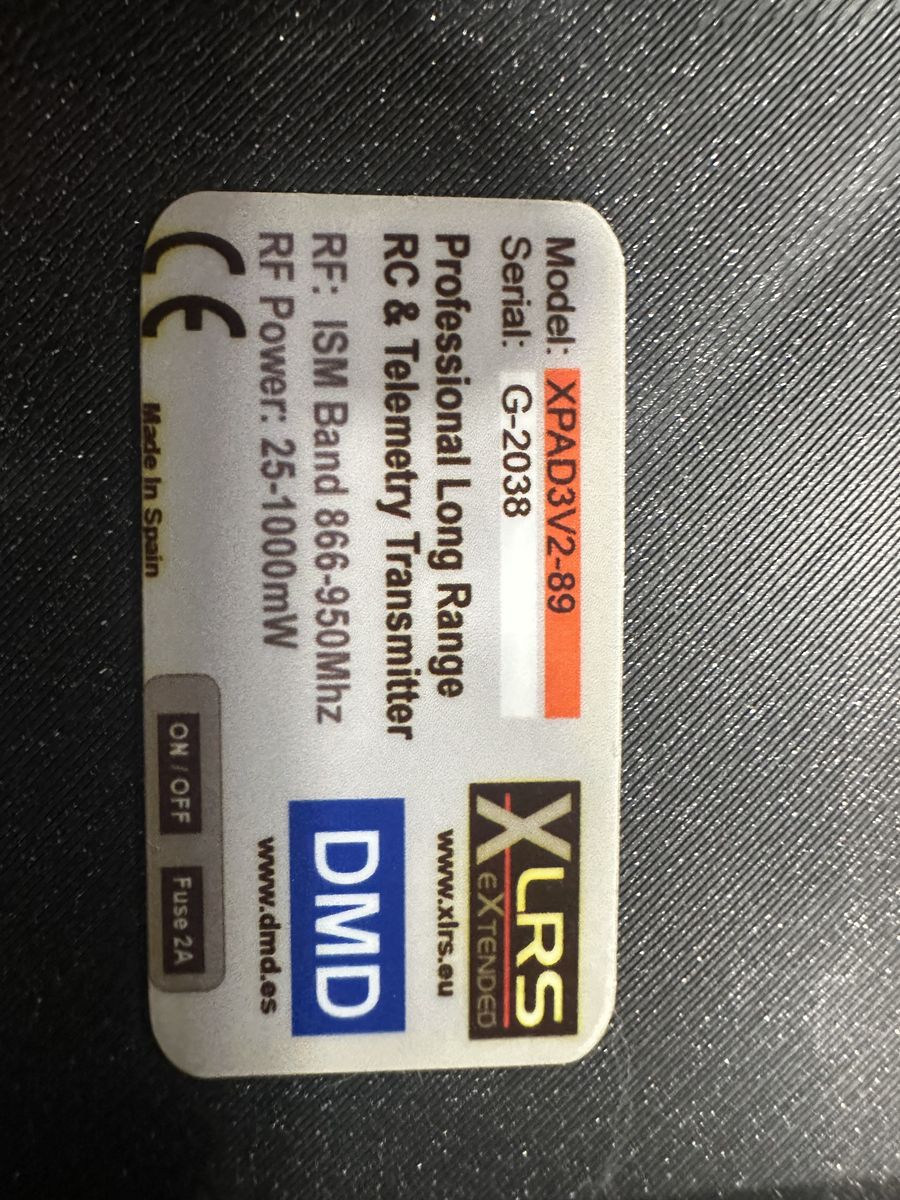 Model: XPAD3V2-89
Serial: G-2038
Professional Long Range
RC & Telemetry Transmitter
RF: ISM Band 866-950Mhz
RF Power: 25-1000mW
CE
Made In Spain
XLRS
EXTENDED
www.xlrs.eu
DMD
www.dmd.es
ON / OFF
Fuse 2A